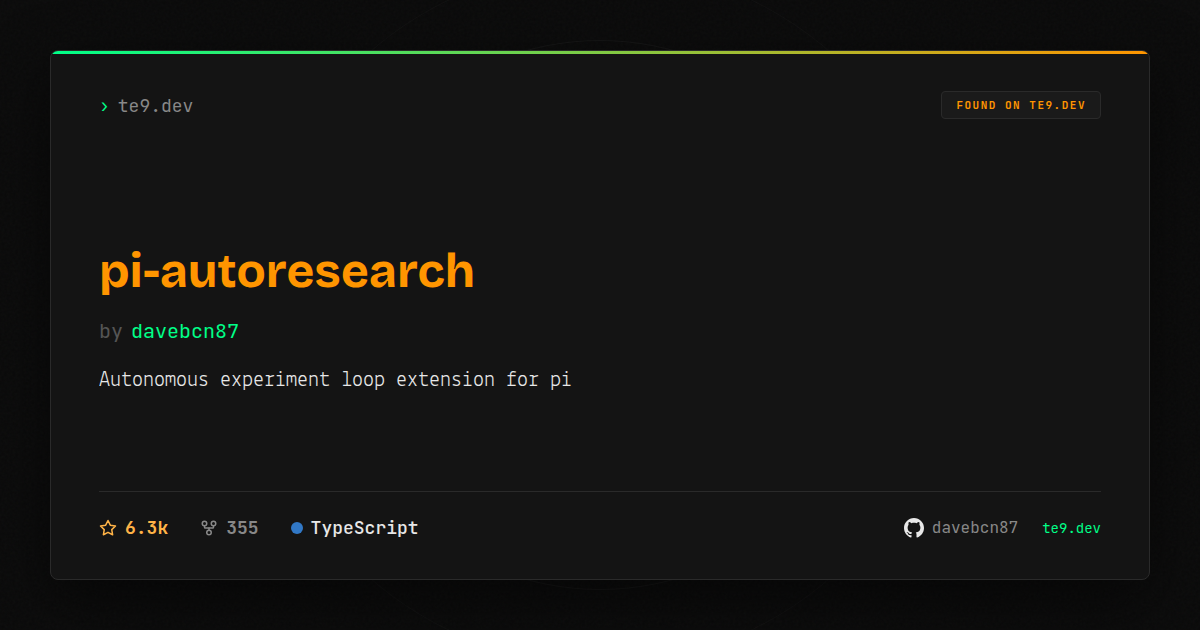 › te9.dev
FOUND ON TE9.DEV
pi-autoresearch
by davebcn87
Autonomous experiment loop extension for pi
6.3k 355 TypeScript
davebcn87 te9.dev